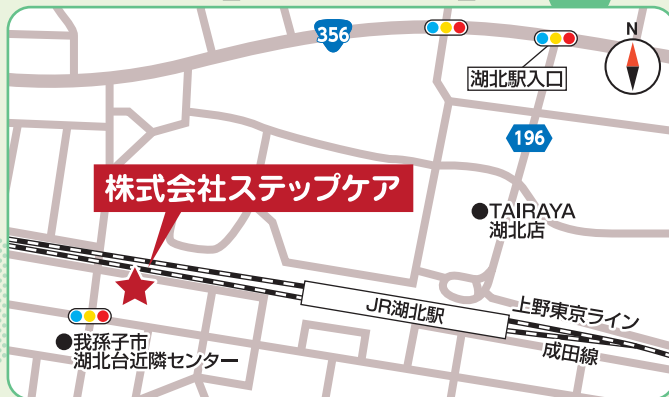 356
N
湖北駅入口
196
株式会社ステップケア
TAIRAYA
湖北店
JR湖北駅
上野東京ライン
成田線
我孫子市
湖北台近隣センター